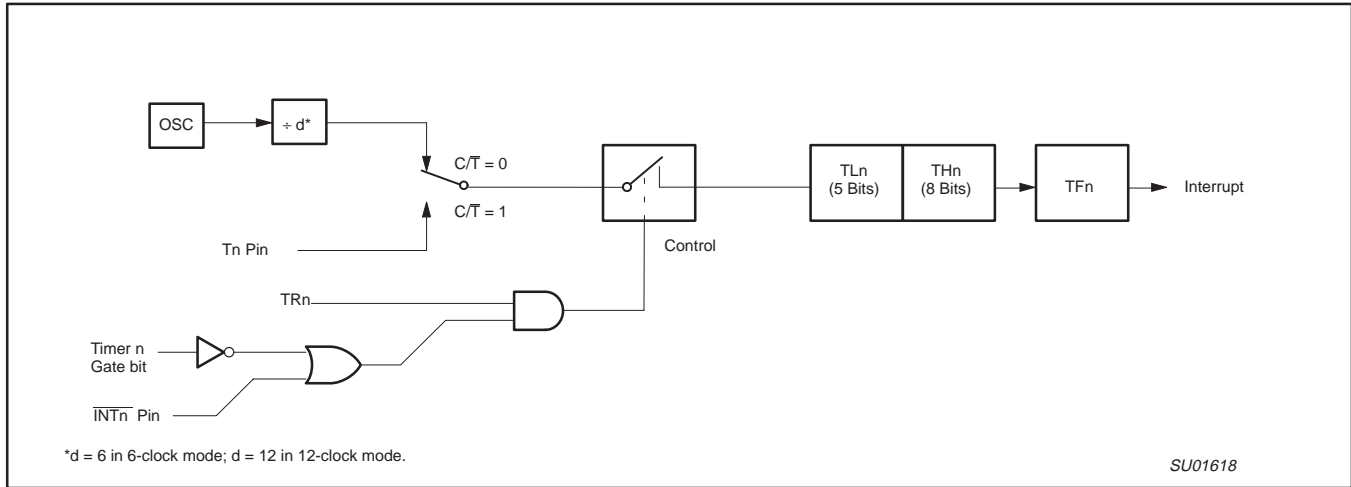 OSC
÷ d*
C/T̅ = 0
C/T̅ = 1
Tn Pin
TRn
Timer n
Gate bit
I̅N̅T̅n̅ Pin
Control
TLn
(5 Bits)
THn
(8 Bits)
TFn
Interrupt
*d = 6 in 6-clock mode; d = 12 in 12-clock mode.
SU01618